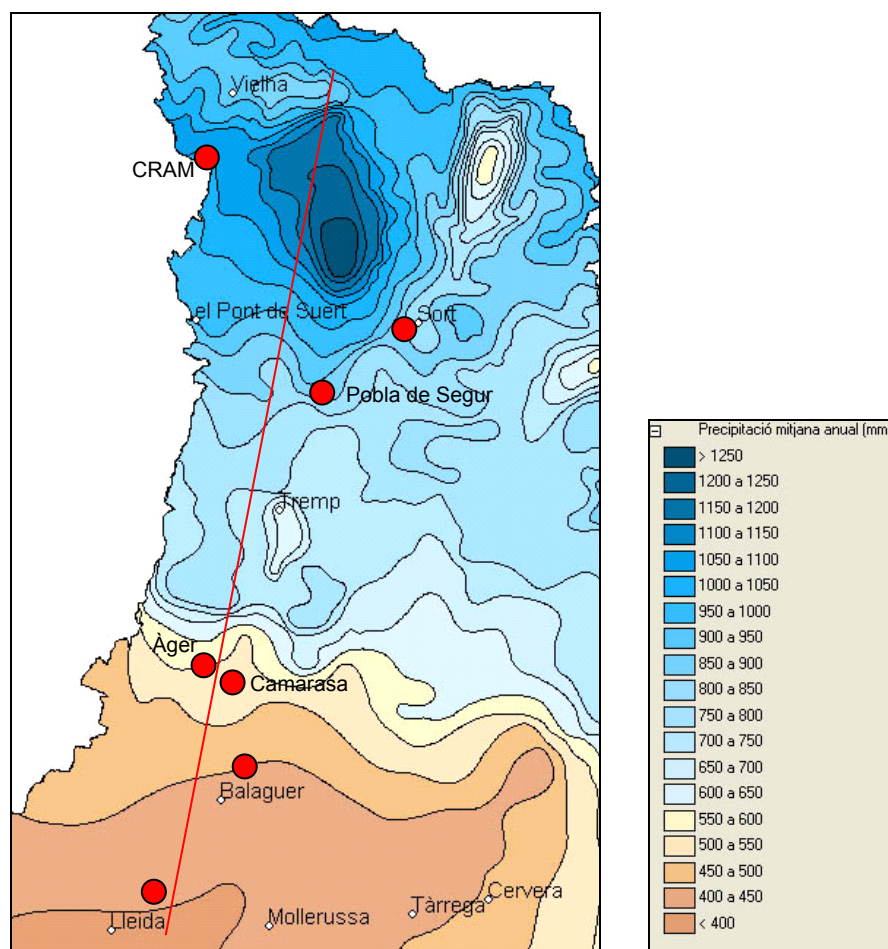 Vielha
CRAM
el Pont de Suert
Sort
Pobla de Segur
Tremp
Àger
Camarasa
Balaguer
Lleida
Mollerussa
Tàrrega
Cervera
Precipitació mitjana anual (mm
> 1250
1200 a 1250
1150 a 1200
1100 a 1150
1050 a 1100
1000 a 1050
950 a 1000
900 a 950
850 a 900
800 a 850
750 a 800
700 a 750
650 a 700
600 a 650
550 a 600
500 a 550
450 a 500
400 a 450
< 400